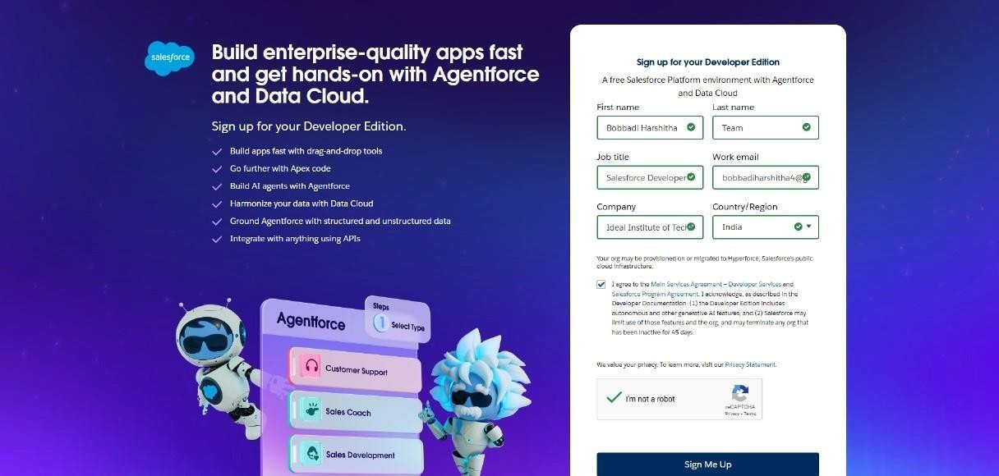 salesforce
Build enterprise-quality apps fast
and get hands-on with Agentforce
and Data Cloud.
Sign up for your Developer Edition.
Build apps fast with drag-and-drop tools
Go further with Apex code
Build AI agents with Agentforce
Harmonize your data with Data Cloud
Ground Agentforce with structured and unstructured data
Integrate with anything using APIs
Agentforce
Steps
1 Select Type
Customer Support
Sales Coach
Sales Development
Sign up for your Developer Edition
A free Salesforce Platform environment with Agentforce
and Data Cloud
First name Last name
Bobbadi Harshitha Team
Job title Work email
Salesforce Developer bobbadiharshitha4@g
Company Country/Region
Ideal Institute of Tech India
Your org may be provisioned on or migrated to Hyperforce, Salesforce's public
cloud infrastructure.
I agree to the Main Services Agreement – Developer Services and
Salesforce Program Agreement. I acknowledge, as described in the
Developer Documentation: (1) the Developer Edition includes
autonomous and other generative AI features; and (2) Salesforce may
limit use of those features and the org, and may terminate any org that
has been inactive for 45 days.
We value your privacy. To learn more, visit our Privacy Statement.
I'm not a robot
reCAPTCHA
Privacy - Terms
Sign Me Up